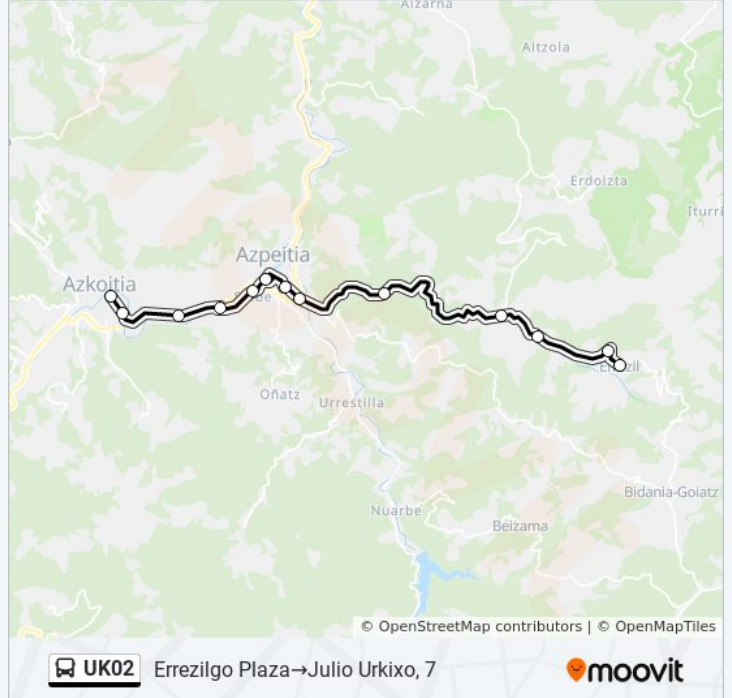 Aizarna
Altzola
Erdoizta
Iturri
Azpeitia
Azkoitia
Errezil
Oñatz
Urrestilla
Bidania-Goiatz
Nuarbe
Beizama
© OpenStreetMap contributors | © OpenMapTiles
UK02 Errezilgo Plaza→Julio Urkixo, 7
moovit